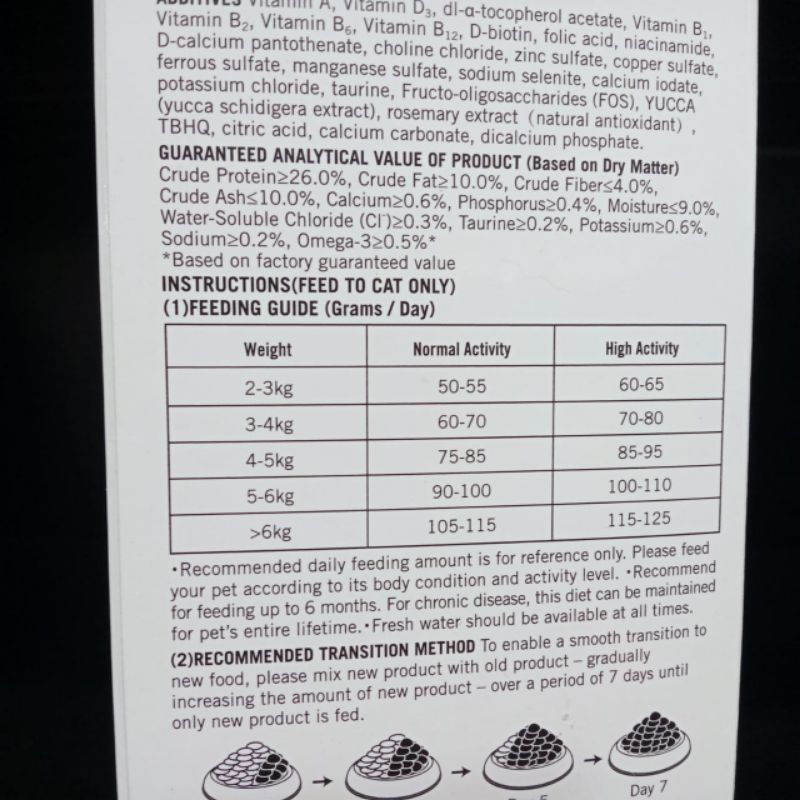 ADDITIVES Vitamin A, Vitamin D₃, dl-α-tocopherol acetate, Vitamin B₁,
Vitamin B₂, Vitamin B₆, Vitamin B₁₂, D-biotin, folic acid, niacinamide,
D-calcium pantothenate, choline chloride, zinc sulfate, copper sulfate,
ferrous sulfate, manganese sulfate, sodium selenite, calcium iodate,
potassium chloride, taurine, Fructo-oligosaccharides (FOS), YUCCA
(yucca schidigera extract), rosemary extract (natural antioxidant) ,
TBHQ, citric acid, calcium carbonate, dicalcium phosphate.
GUARANTEED ANALYTICAL VALUE OF PRODUCT (Based on Dry Matter)
Crude Protein≥26.0%, Crude Fat≥10.0%, Crude Fiber≤4.0%,
Crude Ash≤10.0%, Calcium≥0.6%, Phosphorus≥0.4%, Moisture≤9.0%,
Water-Soluble Chloride (Cl⁻)≥0.3%, Taurine≥0.2%, Potassium≥0.6%,
Sodium≥0.2%, Omega-3≥0.5%*
*Based on factory guaranteed value
INSTRUCTIONS(FEED TO CAT ONLY)
(1)FEEDING GUIDE (Grams / Day)
Weight Normal Activity High Activity
2-3kg 50-55 60-65
3-4kg 60-70 70-80
4-5kg 75-85 85-95
5-6kg 90-100 100-110
>6kg 105-115 115-125
•Recommended daily feeding amount is for reference only. Please feed
your pet according to its body condition and activity level. •Recommend
for feeding up to 6 months. For chronic disease, this diet can be maintained
for pet's entire lifetime.•Fresh water should be available at all times.
(2)RECOMMENDED TRANSITION METHOD To enable a smooth transition to
new food, please mix new product with old product – gradually
increasing the amount of new product – over a period of 7 days until
only new product is fed.
Day 7